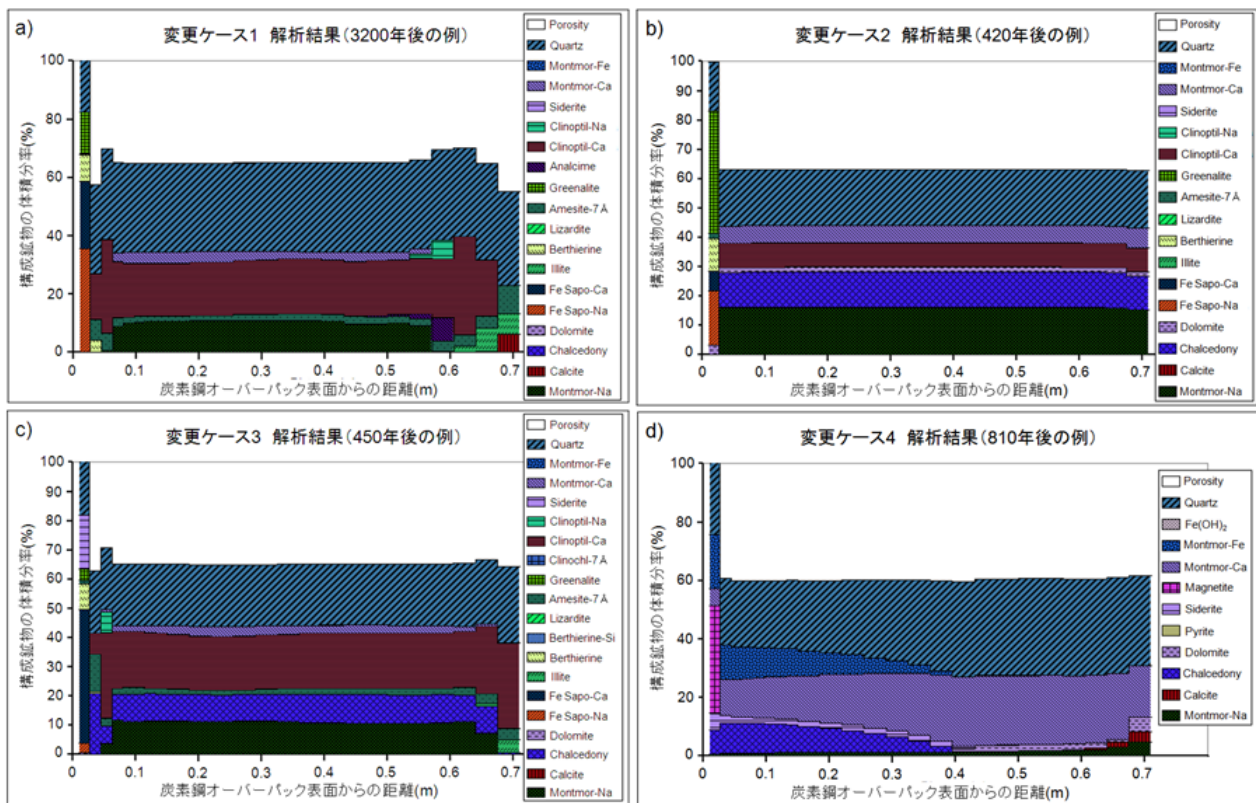 a)
変更ケース1 解析結果(3200年後の例)
構成鉱物の体積分率(%)
100
80
60
40
20
0
0 0.1 0.2 0.3 0.4 0.5 0.6 0.7
炭素鋼オーバーパック表面からの距離(m)
Porosity
Quartz
Montmor-Fe
Montmor-Ca
Siderite
Clinoptil-Na
Clinoptil-Ca
Analcime
Greenalite
Amesite-7Å
Lizardite
Berthierine
Illite
Fe Sapo-Ca
Fe Sapo-Na
Dolomite
Chalcedony
Calcite
Montmor-Na
b)
変更ケース2 解析結果(420年後の例)
構成鉱物の体積分率(%)
100
90
80
70
60
50
40
30
20
10
0
0 0.1 0.2 0.3 0.4 0.5 0.6 0.7
炭素鋼オーバーパック表面からの距離(m)
Porosity
Quartz
Montmor-Fe
Montmor-Ca
Siderite
Clinoptil-Na
Clinoptil-Ca
Greenalite
Amesite-7Å
Lizardite
Berthierine
Illite
Fe Sapo-Ca
Fe Sapo-Na
Dolomite
Chalcedony
Calcite
Montmor-Na
c)
変更ケース3 解析結果(450年後の例)
構成鉱物の体積分率(%)
100
90
80
70
60
50
40
30
20
10
0
0 0.1 0.2 0.3 0.4 0.5 0.6 0.7
炭素鋼オーバーパック表面からの距離(m)
Porosity
Quartz
Montmor-Fe
Montmor-Ca
Siderite
Clinoptil-Na
Clinoptil-Ca
Clinochl-7Å
Greenalite
Amesite-7Å
Lizardite
Berthierine-Si
Berthierine
Illite
Fe Sapo-Ca
Fe Sapo-Na
Dolomite
Chalcedony
Calcite
Montmor-Na
d)
変更ケース4 解析結果(810年後の例)
構成鉱物の体積分率(%)
100
80
60
40
20
0
0 0.1 0.2 0.3 0.4 0.5 0.6 0.7
炭素鋼オーバーパック表面からの距離(m)
Porosity
Quartz
Fe(OH)₂
Montmor-Fe
Montmor-Ca
Magnetite
Siderite
Pyrite
Dolomite
Chalcedony
Calcite
Montmor-Na